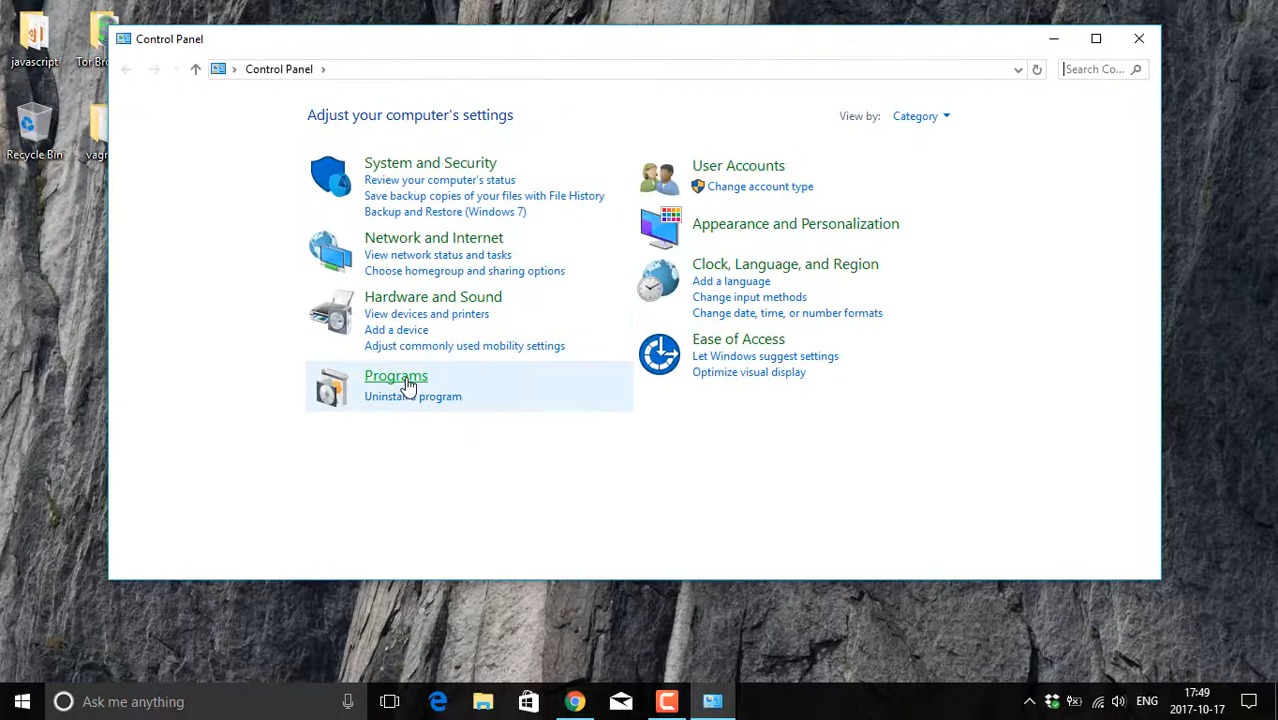 javascript
Tor Bro
Recycle Bin
vagr
Control Panel
Control Panel
Search Co...
Adjust your computer's settings
View by:
Category
System and Security
Review your computer's status
Save backup copies of your files with File History
Backup and Restore (Windows 7)
Network and Internet
View network status and tasks
Choose homegroup and sharing options
Hardware and Sound
View devices and printers
Add a device
Adjust commonly used mobility settings
Programs
Uninstall a program
User Accounts
Change account type
Appearance and Personalization
Clock, Language, and Region
Add a language
Change input methods
Change date, time, or number formats
Ease of Access
Let Windows suggest settings
Optimize visual display
Ask me anything
ENG
17:49
2017-10-17